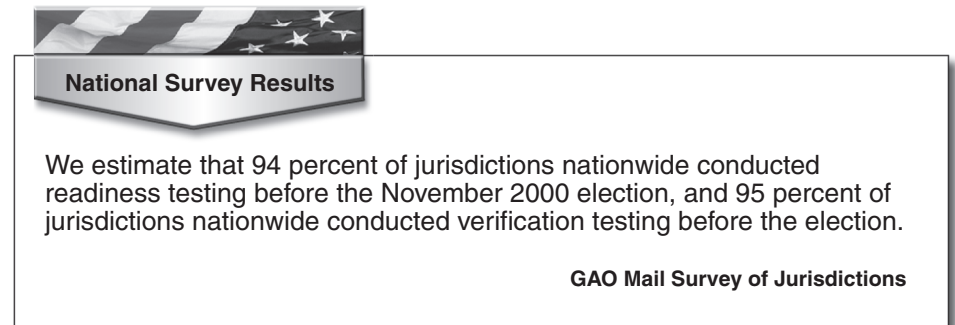 National Survey Results
We estimate that 94 percent of jurisdictions nationwide conducted
readiness testing before the November 2000 election, and 95 percent of
jurisdictions nationwide conducted verification testing before the election.
GAO Mail Survey of Jurisdictions